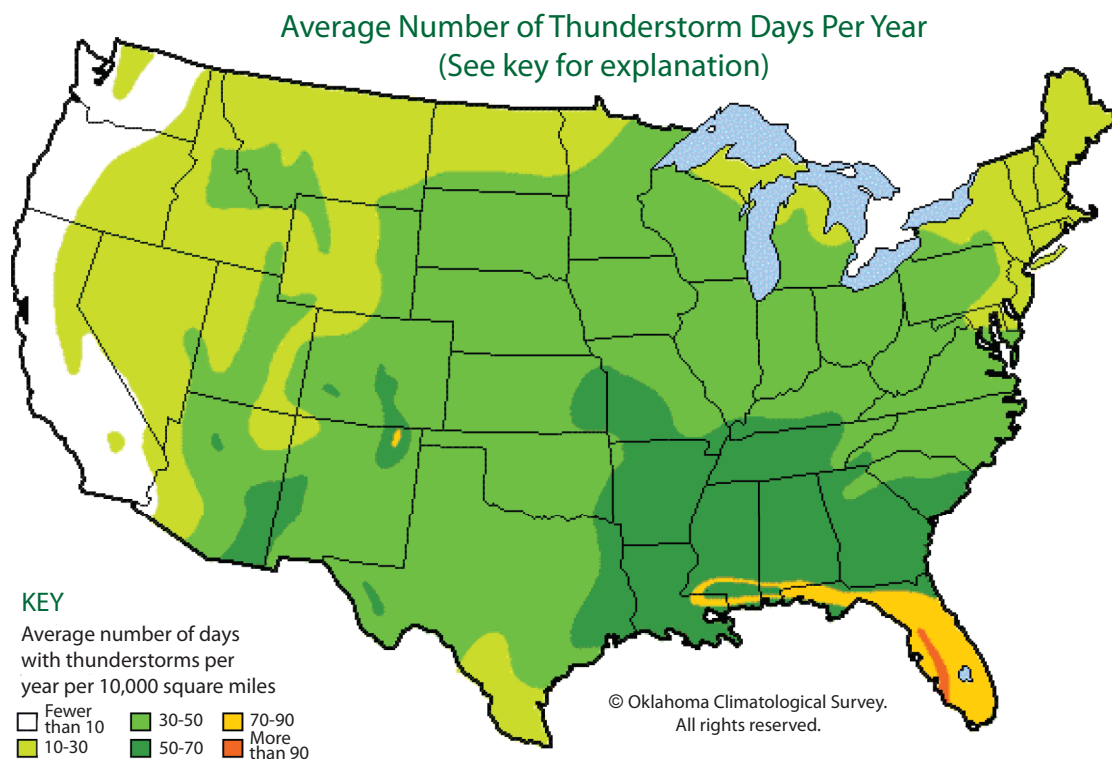 Average Number of Thunderstorm Days Per Year
(See key for explanation)
KEY
Average number of days
with thunderstorms per
year per 10,000 square miles
Fewer
than 10
10-30
30-50
50-70
70-90
More
than 90
© Oklahoma Climatological Survey.
All rights reserved.